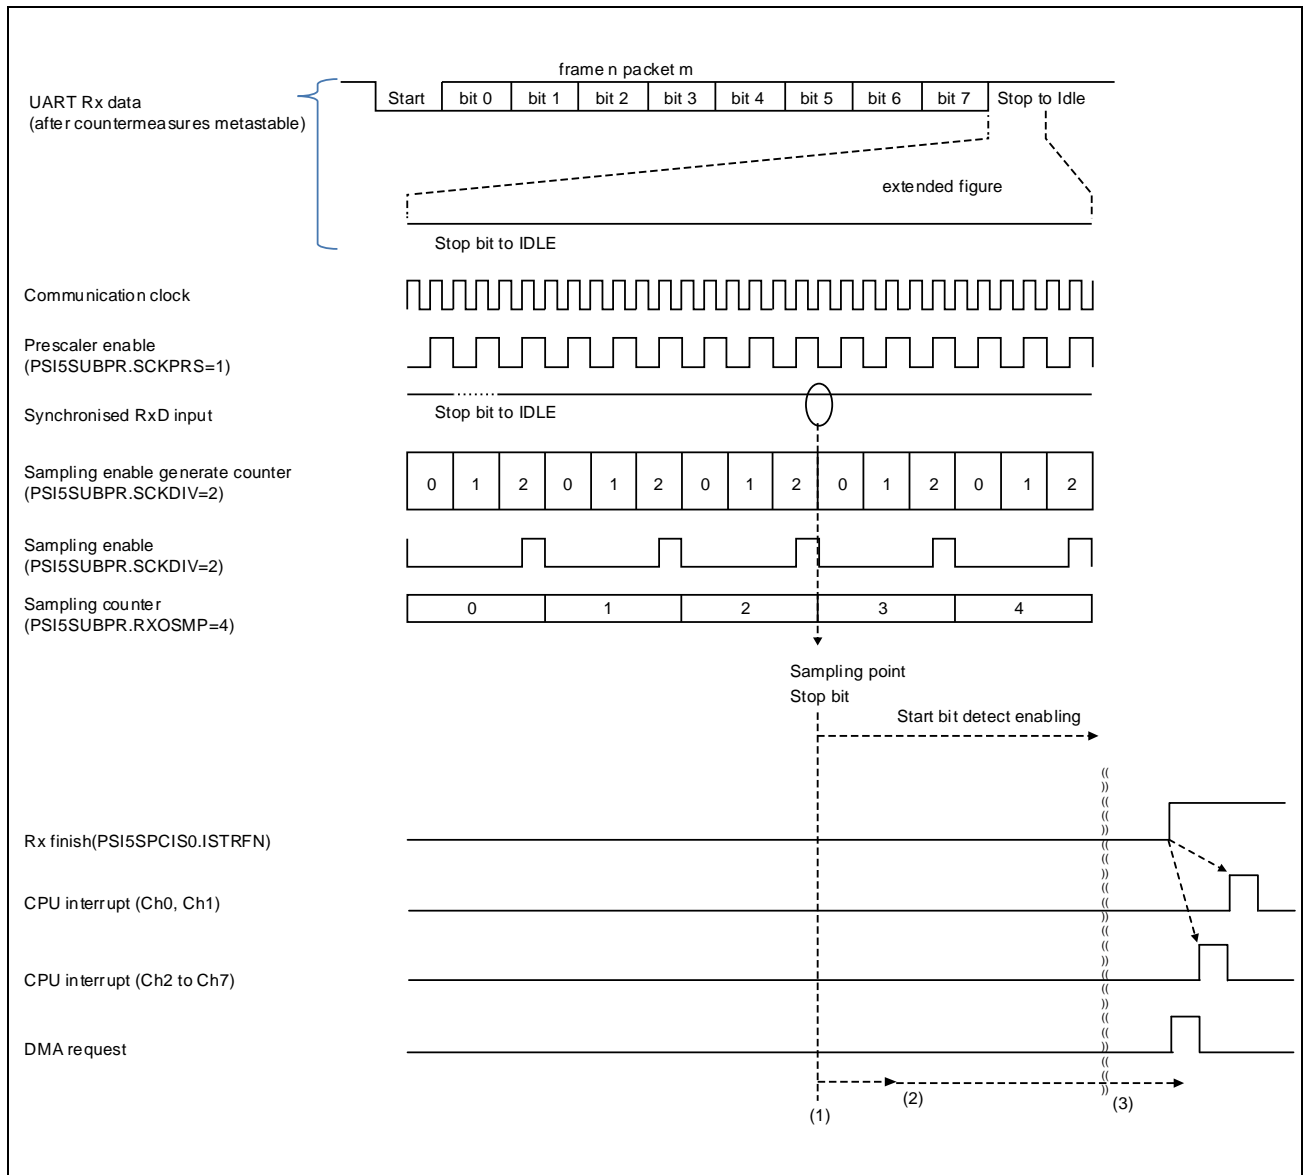 frame n packet m
UART Rx data
(after countermeasures metastable)
Start bit 0 bit 1 bit 2 bit 3 bit 4 bit 5 bit 6 bit 7 Stop to Idle
extended figure
Stop bit to IDLE
Communication clock
Prescaler enable
(PSI5SUBPR.SCKPRS=1)
Synchronised RxD input
Stop bit to IDLE
Sampling enable generate counter
(PSI5SUBPR.SCKDIV=2)
0 1 2 0 1 2 0 1 2 0 1 2 0 1 2
Sampling enable
(PSI5SUBPR.SCKDIV=2)
Sampling counter
(PSI5SUBPR.RXOSMP=4)
0 1 2 3 4
Sampling point
Stop bit
Start bit detect enabling
Rx finish(PSI5SPCIS0.ISTRFN)
CPU interrupt (Ch0, Ch1)
CPU interrupt (Ch2 to Ch7)
DMA request
(1) (2) (3)